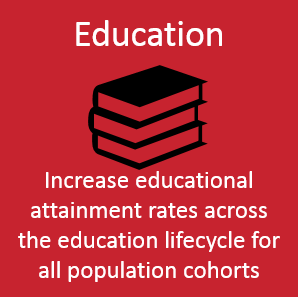 Education
Increase educational
attainment rates across
the education lifecycle for
all population cohorts